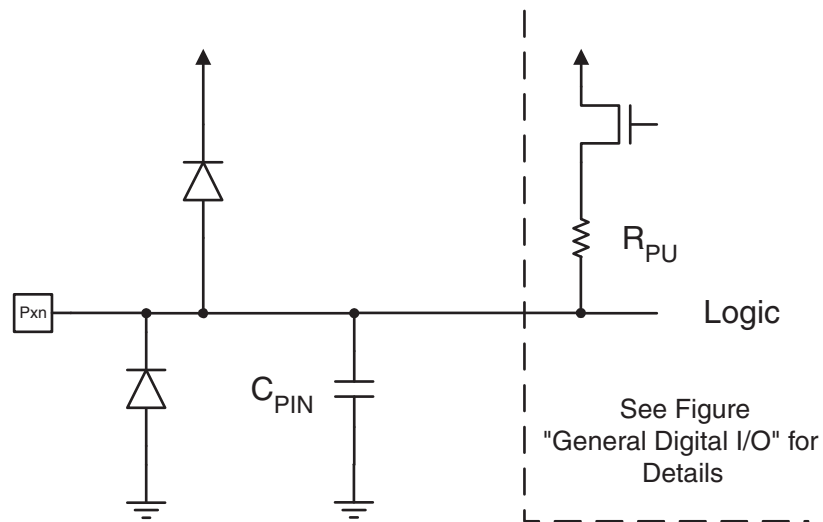 R_PU
Pxn
Logic
C_PIN
See Figure
"General Digital I/O" for
Details